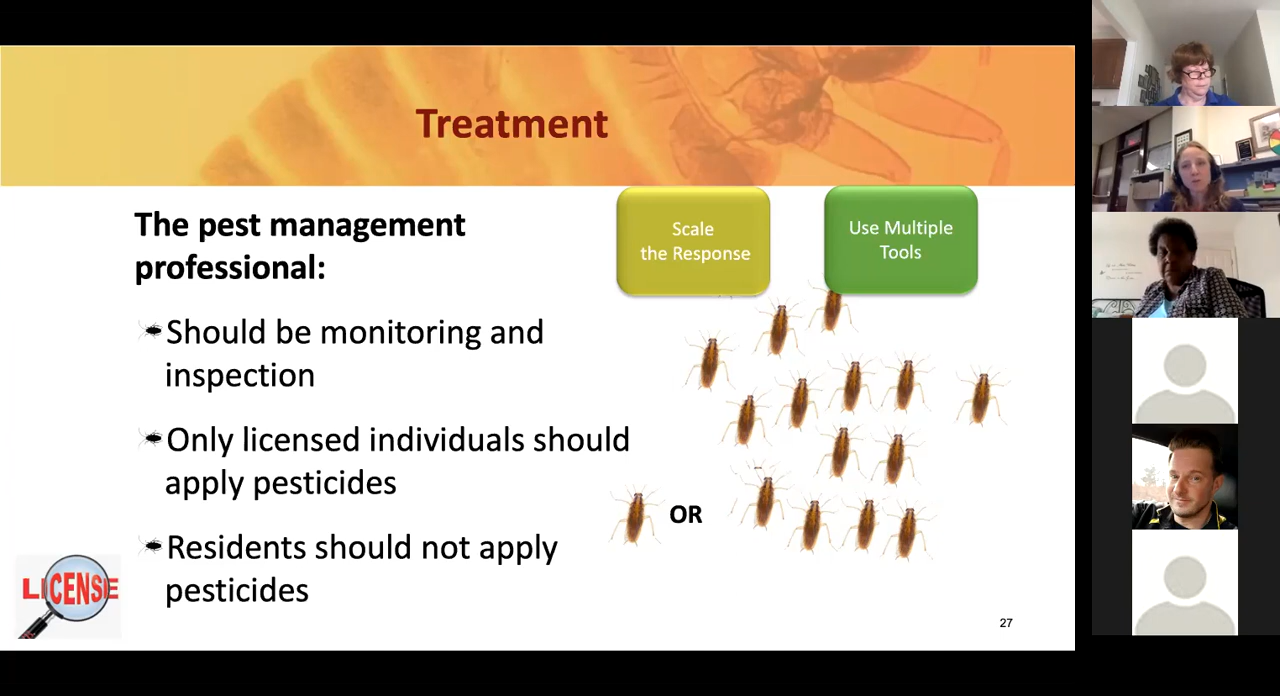 Treatment
The pest management
professional:
Should be monitoring and
inspection
Only licensed individuals should
apply pesticides
Residents should not apply
pesticides
Scale
the Response
Use Multiple
Tools
OR
LICENSE
27